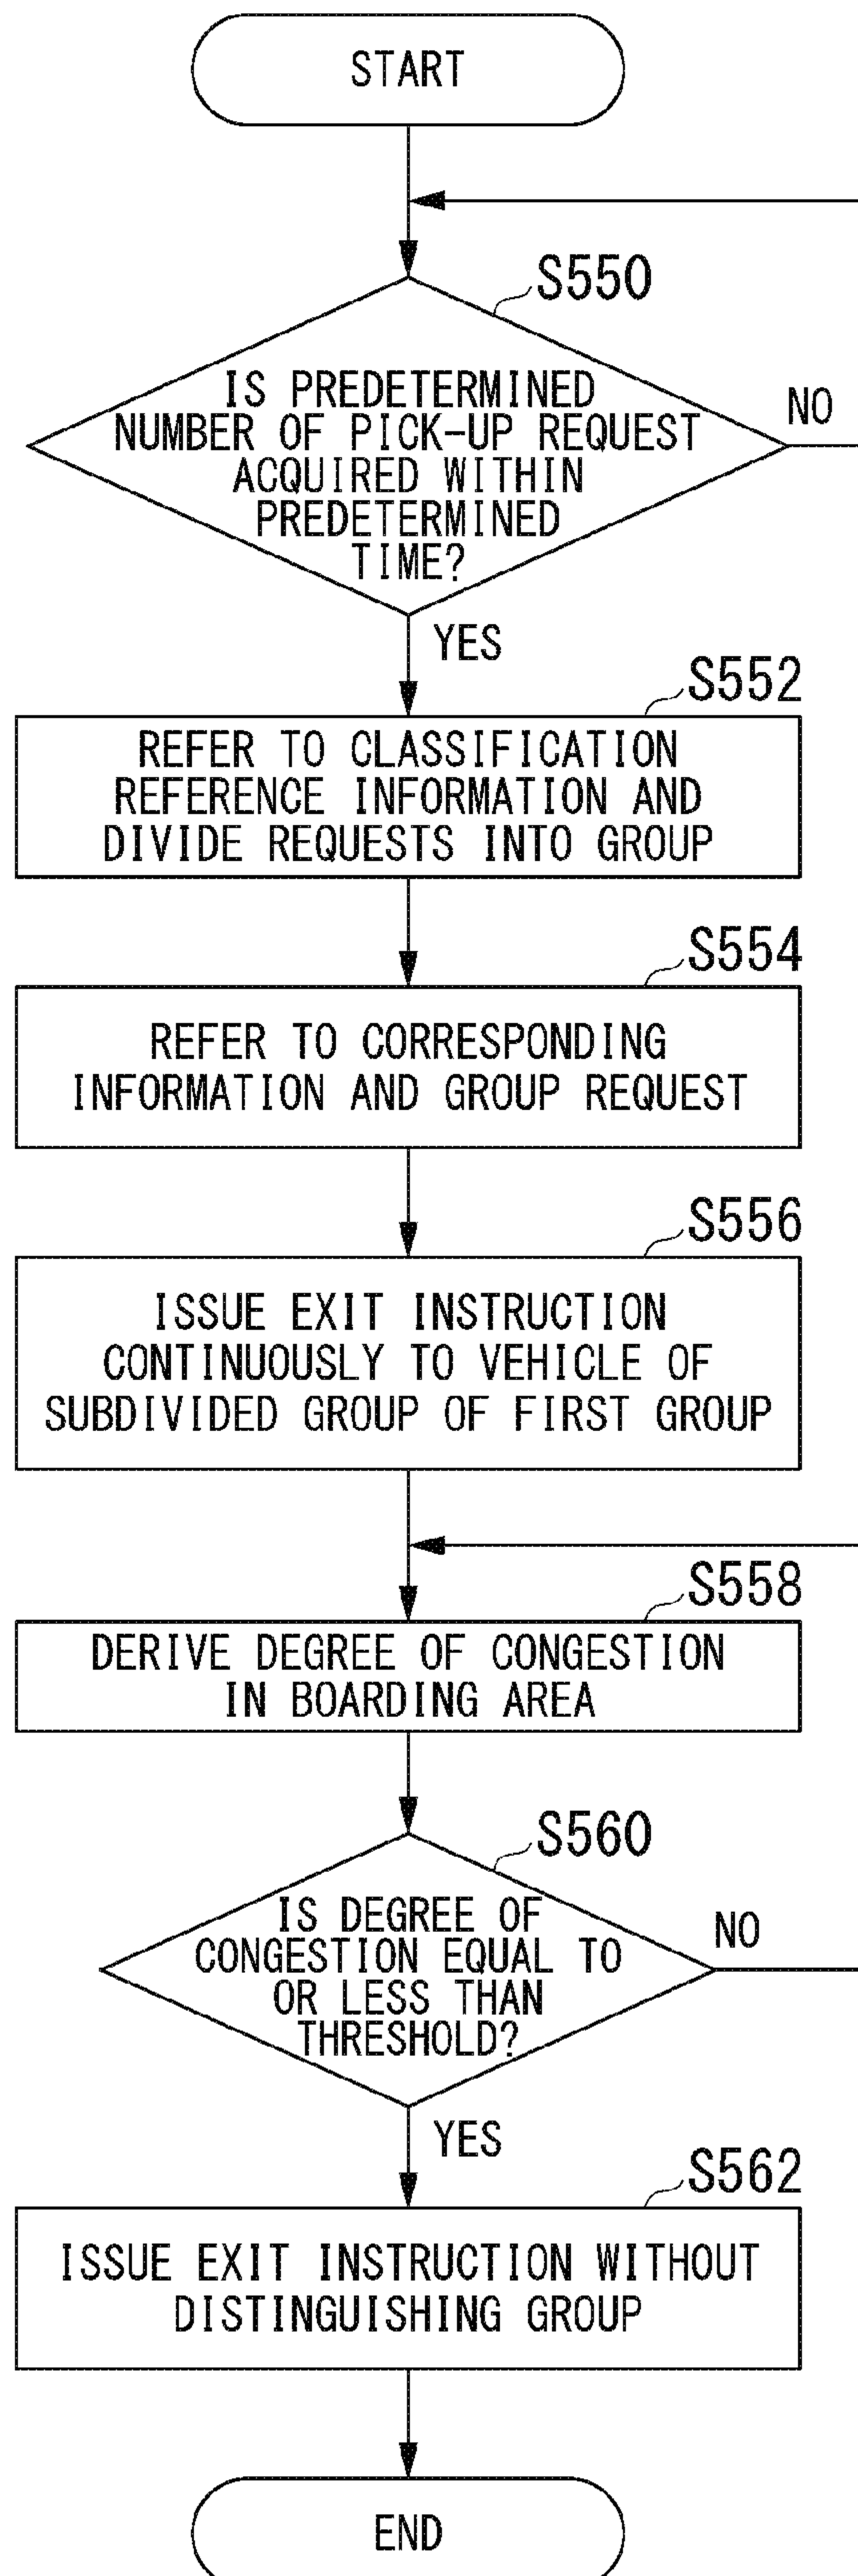 START
S550
IS PREDETERMINED
NUMBER OF PICK-UP REQUEST
ACQUIRED WITHIN
PREDETERMINED
TIME?
NO
YES
S552
REFER TO CLASSIFICATION
REFERENCE INFORMATION AND
DIVIDE REQUESTS INTO GROUP
S554
REFER TO CORRESPONDING
INFORMATION AND GROUP REQUEST
S556
ISSUE EXIT INSTRUCTION
CONTINUOUSLY TO VEHICLE OF
SUBDIVIDED GROUP OF FIRST GROUP
S558
DERIVE DEGREE OF CONGESTION
IN BOARDING AREA
S560
IS DEGREE OF
CONGESTION EQUAL TO
OR LESS THAN
THRESHOLD?
NO
YES
S562
ISSUE EXIT INSTRUCTION WITHOUT
DISTINGUISHING GROUP
END